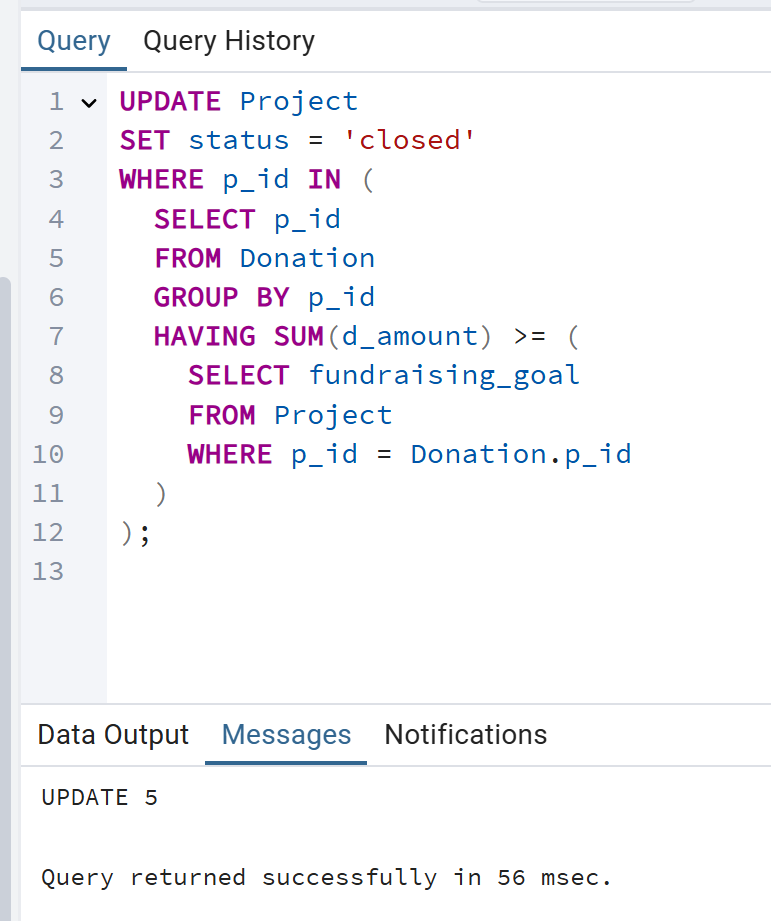 Query Query History
1 UPDATE Project
2 SET status = 'closed'
3 WHERE p_id IN (
4 SELECT p_id
5 FROM Donation
6 GROUP BY p_id
7 HAVING SUM(d_amount) >= (
8 SELECT fundraising_goal
9 FROM Project
10 WHERE p_id = Donation.p_id
11 )
12 );
13
Data Output Messages Notifications
UPDATE 5
Query returned successfully in 56 msec.